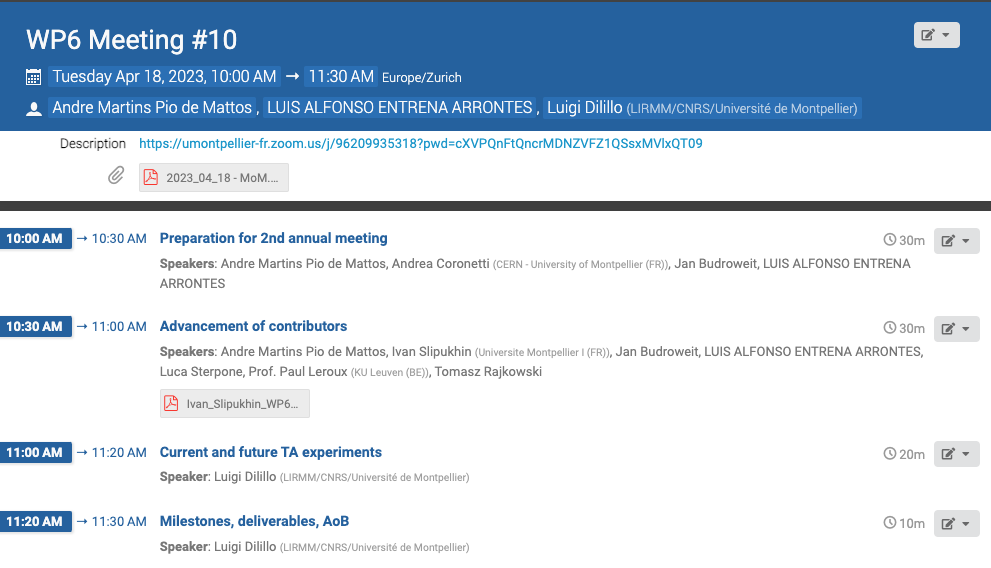 WP6 Meeting #10
Tuesday Apr 18, 2023, 10:00 AM → 11:30 AM Europe/Zurich
Andre Martins Pio de Mattos , LUIS ALFONSO ENTRENA ARRONTES , Luigi Dilillo (LIRMM/CNRS/Université de Montpellier)
Description https://umontpellier-fr.zoom.us/j/96209935318?pwd=cXVPQnFtQncrMDNZVFZ1QSsxMVlxQT09
2023_04_18 - MoM....
10:00 AM → 10:30 AM Preparation for 2nd annual meeting 30m
Speakers: Andre Martins Pio de Mattos, Andrea Coronetti (CERN - University of Montpellier (FR)), Jan Budroweit, LUIS ALFONSO ENTRENA
ARRONTES
10:30 AM → 11:00 AM Advancement of contributors 30m
Speakers: Andre Martins Pio de Mattos, Ivan Slipukhin (Universite Montpellier I (FR)), Jan Budroweit, LUIS ALFONSO ENTRENA ARRONTES,
Luca Sterpone, Prof. Paul Leroux (KU Leuven (BE)), Tomasz Rajkowski
Ivan_Slipukhin_WP6...
11:00 AM → 11:20 AM Current and future TA experiments 20m
Speaker: Luigi Dilillo (LIRMM/CNRS/Université de Montpellier)
11:20 AM → 11:30 AM Milestones, deliverables, AoB 10m
Speaker: Luigi Dilillo (LIRMM/CNRS/Université de Montpellier)